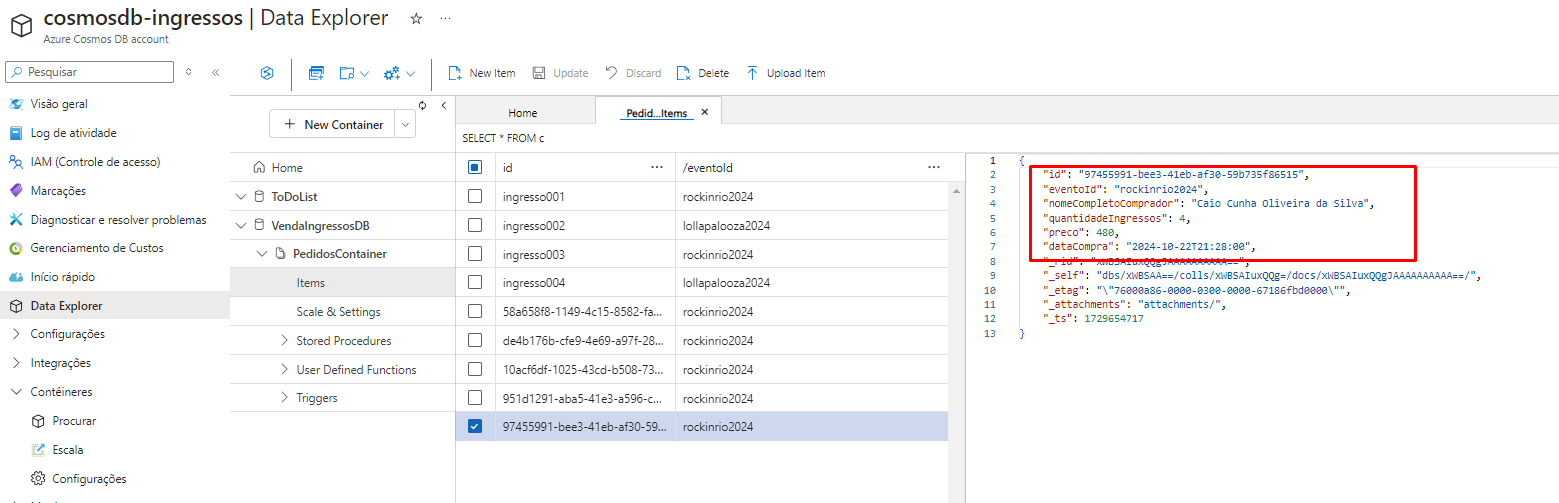 cosmosdb-ingressos | Data Explorer
Azure Cosmos DB account
Pesquisar
Visão geral
Log de atividade
IAM (Controle de acesso)
Marcações
Diagnosticar e resolver problemas
Gerenciamento de Custos
Início rápido
Data Explorer
Configurações
Integrações
Contêineres
Procurar
Escala
Configurações
New Item
Update
Discard
Delete
Upload Item
New Container
Home
ToDoList
VendaIngressosDB
PedidosContainer
Items
Scale & Settings
Stored Procedures
User Defined Functions
Triggers
Home
Pedid...Items
SELECT * FROM c
id ... /eventoId ...
ingresso001 rockinrio2024
ingresso002 lollapalooza2024
ingresso003 rockinrio2024
ingresso004 lollapalooza2024
58a658f8-1149-4c15-8582-fa... rockinrio2024
de4b176b-cfe9-4e69-a97f-28... rockinrio2024
10acf6df-1025-43cd-b508-73... rockinrio2024
951d1291-aba5-41e3-a596-c... rockinrio2024
97455991-bee3-41eb-af30-59... rockinrio2024
1 {
2 "id": "97455991-bee3-41eb-af30-59b735f86515",
3 "eventoId": "rockinrio2024",
4 "nomeCompletoComprador": "Caio Cunha Oliveira da Silva",
5 "quantidadeIngressos": 4,
6 "preco": 480,
7 "dataCompra": "2024-10-22T21:28:00",
8 "_rid": "xWBSAIuxQQgJAAAAAAAAAA==",
9 "_self": "dbs/xWBSAA==/colls/xWBSAIuxQQg=/docs/xWBSAIuxQQgJAAAAAAAAAA==/",
10 "_etag": "\"76000a86-0000-0300-0000-67186fbd0000\"",
11 "_attachments": "attachments/",
12 "_ts": 1729654717
13 }